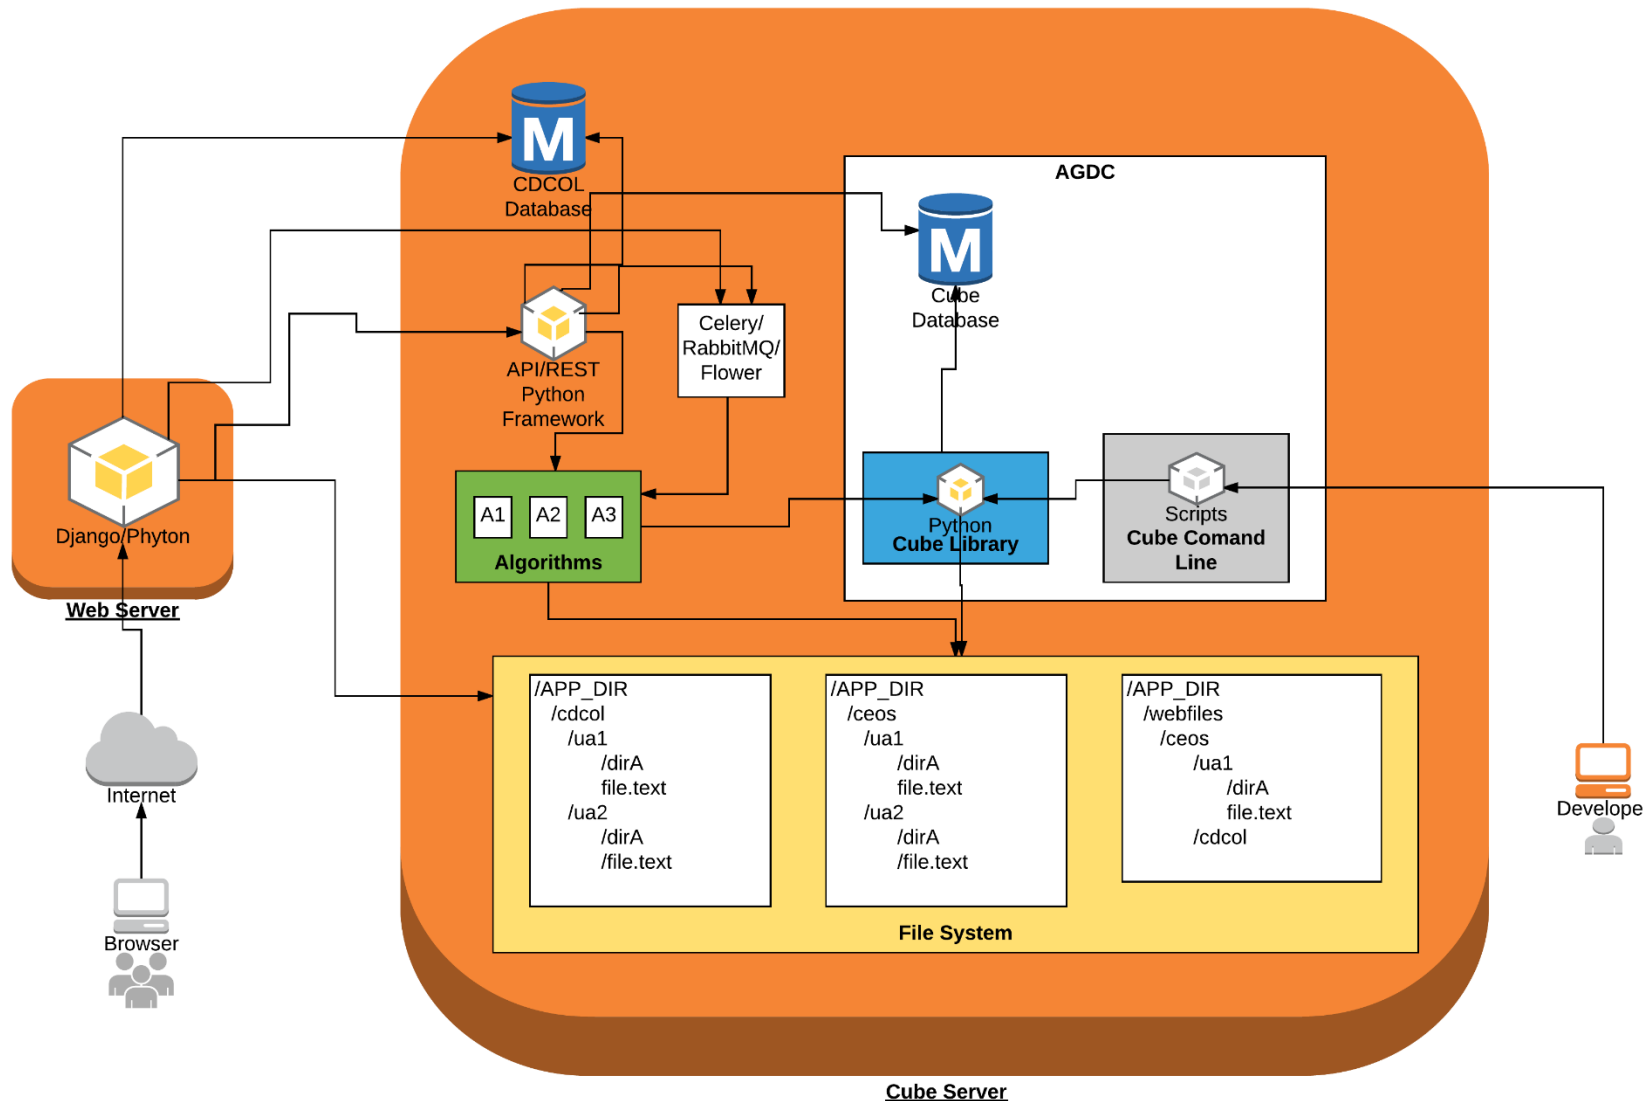 CDCOL
Database
AGDC
Cube
Database
Celery/
RabbitMQ/
Flower
API/REST
Python
Framework
Django/Phyton
Web Server
A1
A2
A3
Algorithms
Python
Cube Library
Scripts
Cube Comand
Line
/APP_DIR
/cdcol
/ua1
/dirA
file.text
/ua2
/dirA
/file.text
/APP_DIR
/ceos
/ua1
/dirA
file.text
/ua2
/dirA
/file.text
/APP_DIR
/webfiles
/ceos
/ua1
/dirA
file.text
/cdcol
File System
Internet
Browser
Develope
Cube Server
M
M